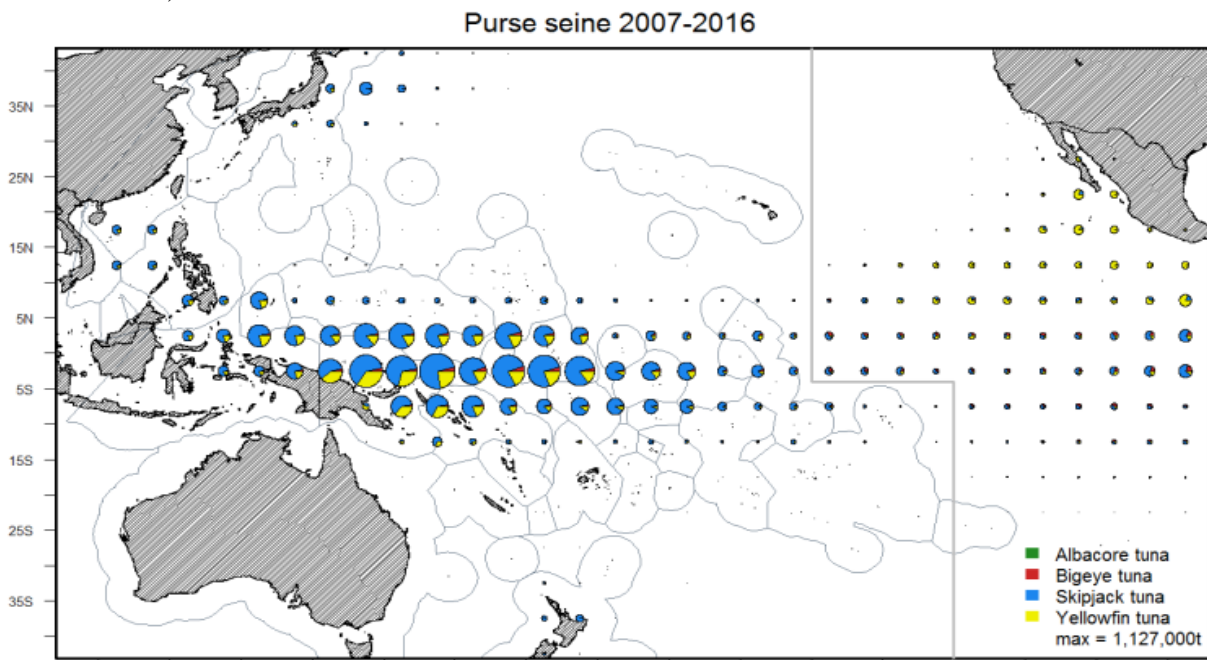 Purse seine 2007-2016
35N
25N
15N
5N
5S
15S
25S
35S
Albacore tuna
Bigeye tuna
Skipjack tuna
Yellowfin tuna
max = 1,127,000t